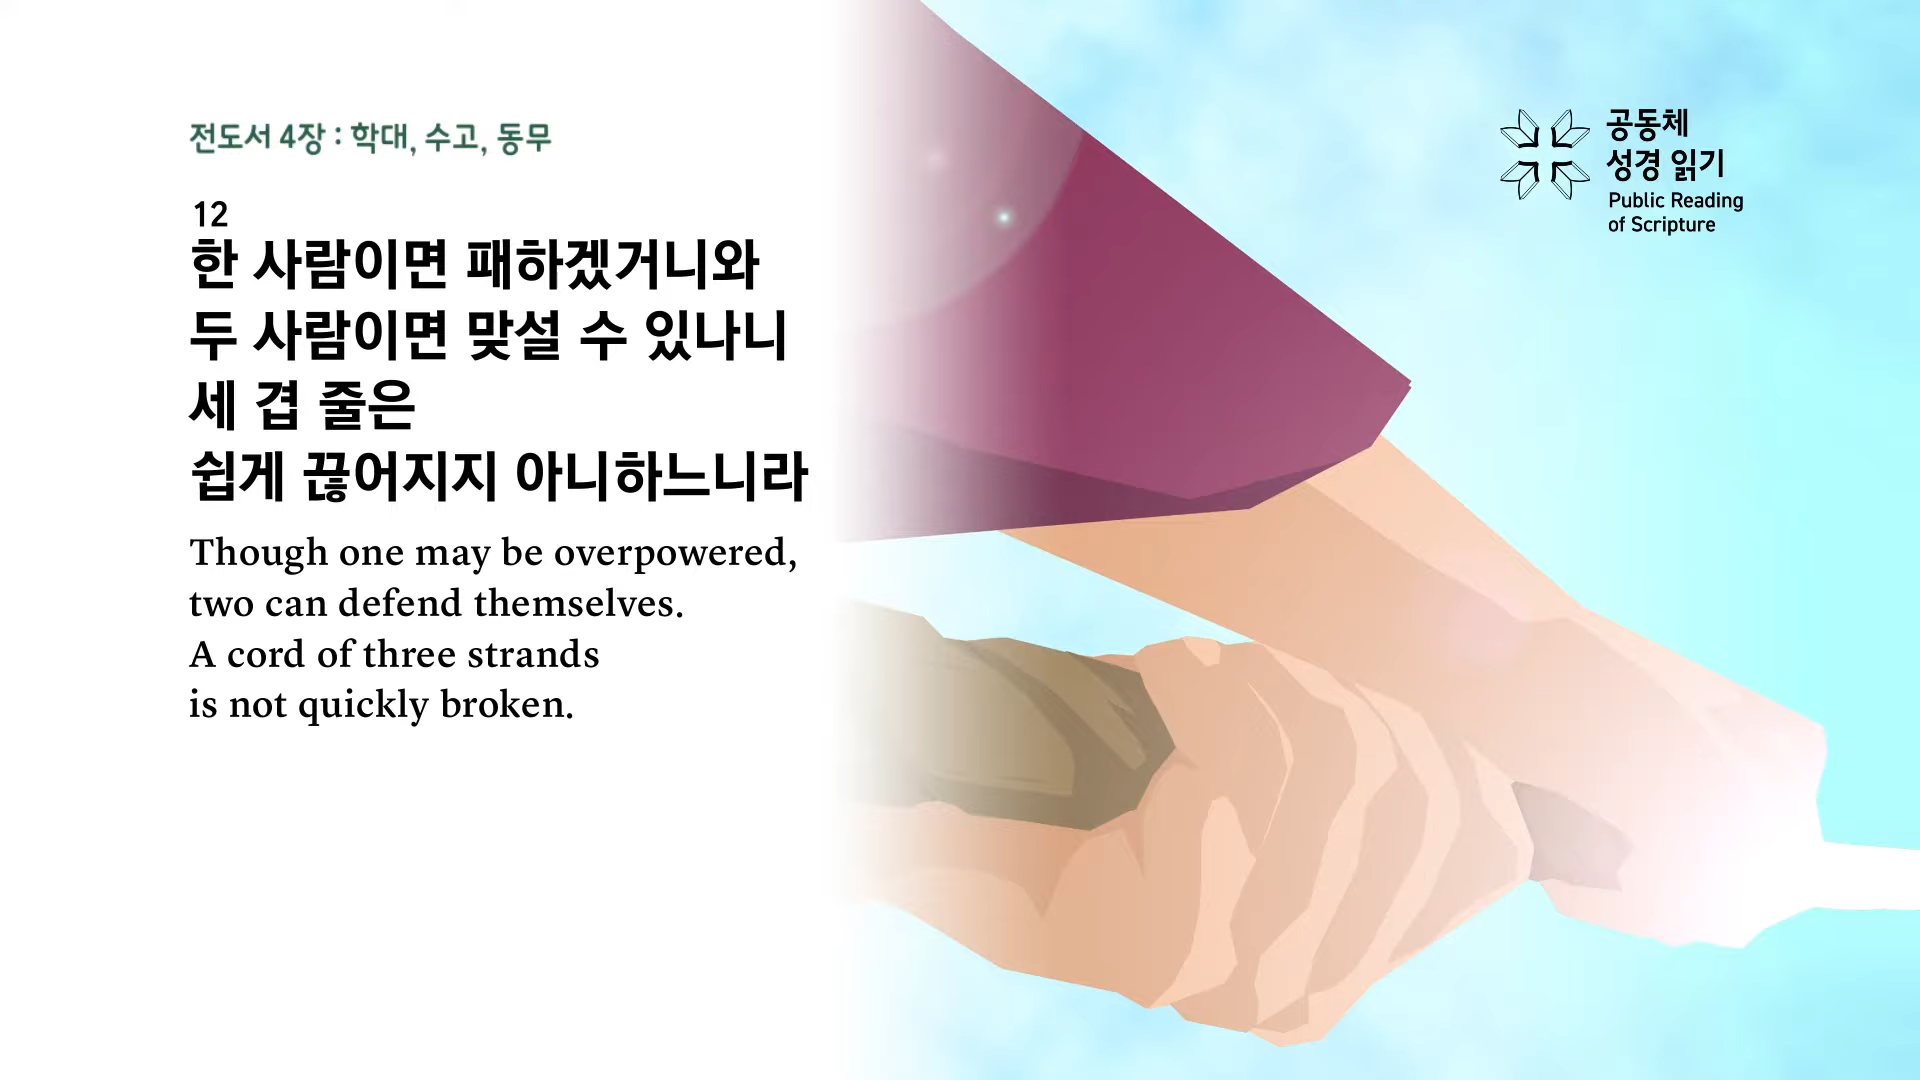 전도서 4장 : 학대, 수고, 동무
12
한 사람이면 패하겠거니와
두 사람이면 맞설 수 있나니
세 겹 줄은
쉽게 끊어지지 아니하느니라
Though one may be overpowered,
two can defend themselves.
A cord of three strands
is not quickly broken.
공동체
성경 읽기
Public Reading
of Scripture